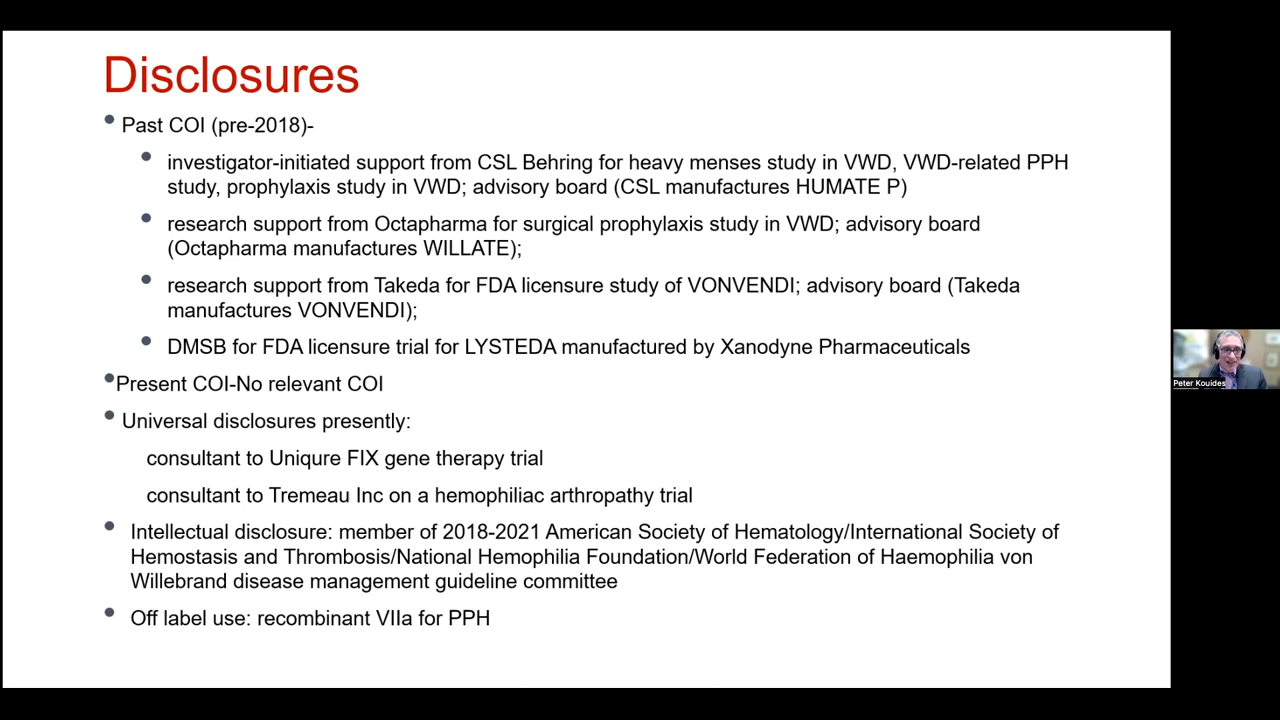 Disclosures
• Past COI (pre-2018)-
• investigator-initiated support from CSL Behring for heavy menses study in VWD, VWD-related PPH
study, prophylaxis study in VWD; advisory board (CSL manufactures HUMATE P)
• research support from Octapharma for surgical prophylaxis study in VWD; advisory board
(Octapharma manufactures WILLATE);
• research support from Takeda for FDA licensure study of VONVENDI; advisory board (Takeda
manufactures VONVENDI);
• DMSB for FDA licensure trial for LYSTEDA manufactured by Xanodyne Pharmaceuticals
•Present COI-No relevant COI
• Universal disclosures presently:
consultant to Uniqure FIX gene therapy trial
consultant to Tremeau Inc on a hemophiliac arthropathy trial
• Intellectual disclosure: member of 2018-2021 American Society of Hematology/International Society of
Hemostasis and Thrombosis/National Hemophilia Foundation/World Federation of Haemophilia von
Willebrand disease management guideline committee
• Off label use: recombinant VIIa for PPH
Peter Kouides